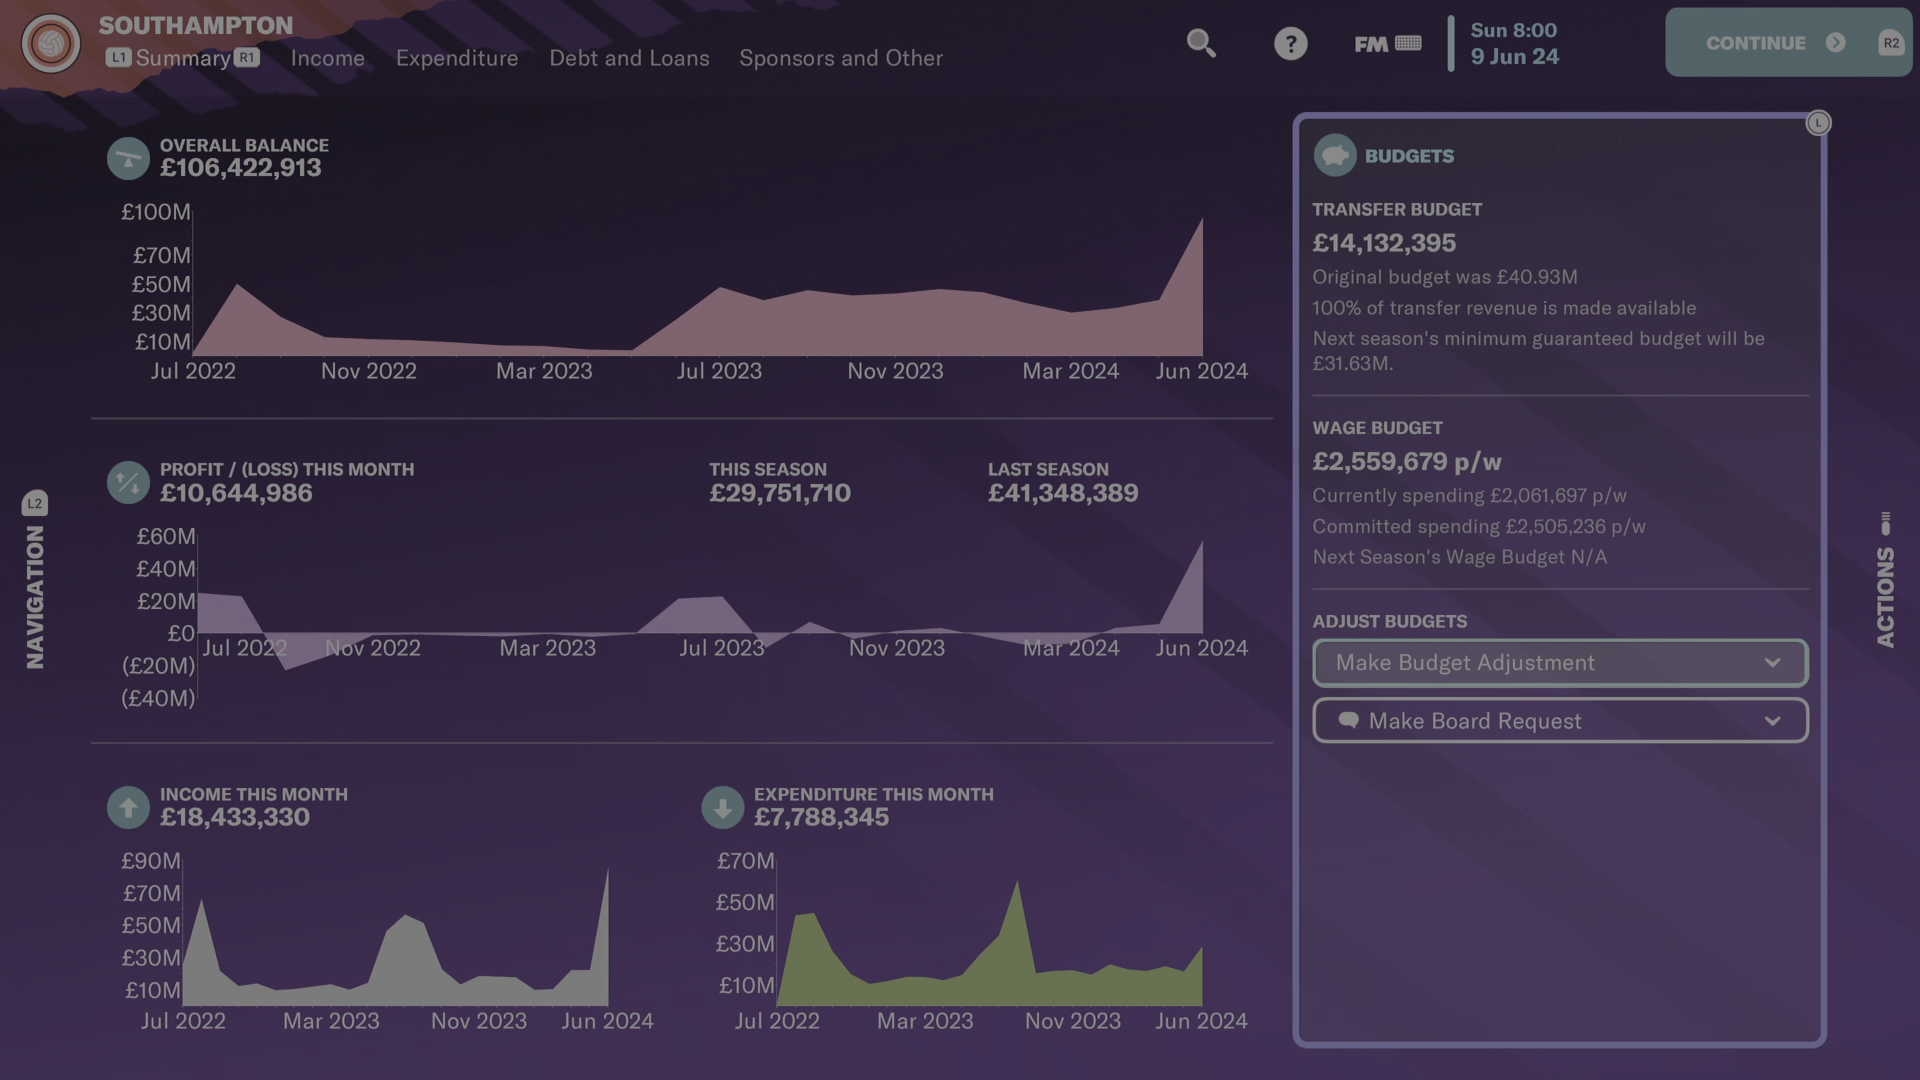 SOUTHAMPTON
L1 Summary R1 Income Expenditure Debt and Loans Sponsors and Other
?
FM
Sun 8:00
9 Jun 24
CONTINUE R2
OVERALL BALANCE
£106,422,913
£100M
£70M
£50M
£30M
£10M
Jul 2022 Nov 2022 Mar 2023 Jul 2023 Nov 2023 Mar 2024 Jun 2024
PROFIT / (LOSS) THIS MONTH
£10,644,986
THIS SEASON
£29,751,710
LAST SEASON
£41,348,389
£60M
£40M
£20M
£0
(£20M)
(£40M)
Jul 2022 Nov 2022 Mar 2023 Jul 2023 Nov 2023 Mar 2024 Jun 2024
INCOME THIS MONTH
£18,433,330
£90M
£70M
£50M
£30M
£10M
Jul 2022 Mar 2023 Nov 2023 Jun 2024
EXPENDITURE THIS MONTH
£7,788,345
£70M
£50M
£30M
£10M
Jul 2022 Mar 2023 Nov 2023 Jun 2024
L
BUDGETS
TRANSFER BUDGET
£14,132,395
Original budget was £40.93M
100% of transfer revenue is made available
Next season's minimum guaranteed budget will be
£31.63M.
WAGE BUDGET
£2,559,679 p/w
Currently spending £2,061,697 p/w
Committed spending £2,505,236 p/w
Next Season's Wage Budget N/A
ADJUST BUDGETS
Make Budget Adjustment
Make Board Request
L2
NAVIGATION
ACTIONS